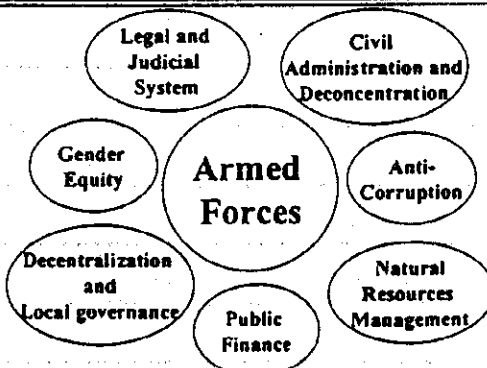 Legal and
Judicial
System
Civil
Administration and
Deconcentration
Gender
Equity
Armed
Forces
Anti-
Corruption
Decentralization
and
Local governance
Public
Finance
Natural
Resources
Management